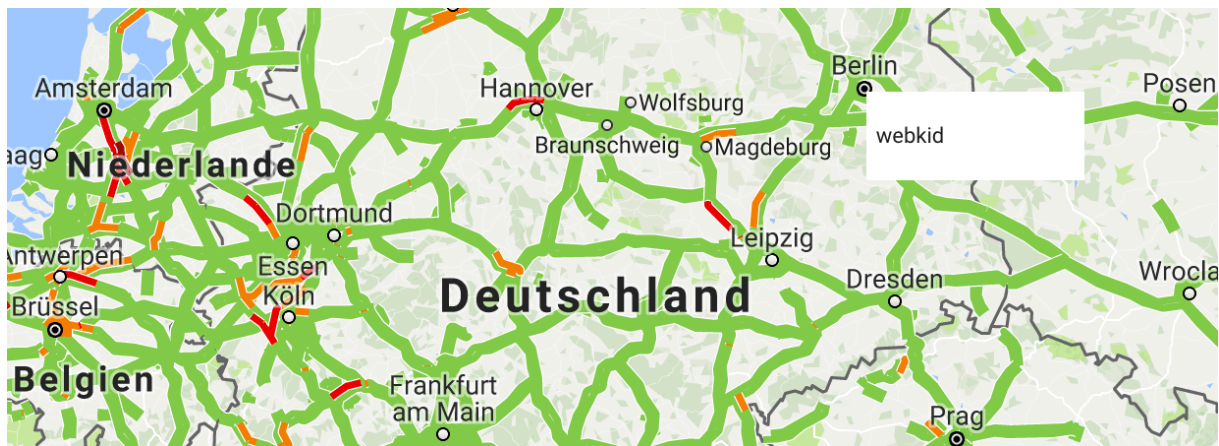 Berlin
Amsterdam
Hannover
Posen
Wolfsburg
Braunschweig
Magdeburg
webkid
aag
Niederlande
Dortmund
Leipzig
Antwerpen
Essen
Dresden
Wrocla
Köln
Deutschland
Brüssel
Belgien
Frankfurt
am Main
Prag